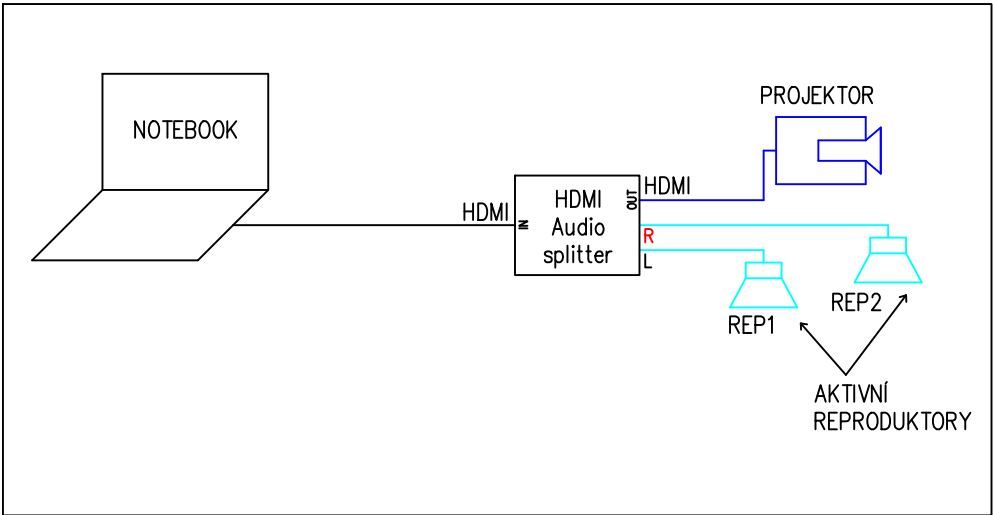 PROJEKTOR
NOTEBOOK
HDMI
HDMI
IN
HDMI
Audio
splitter
OUT
R
L
REP1
REP2
AKTIVNÍ
REPRODUKTORY